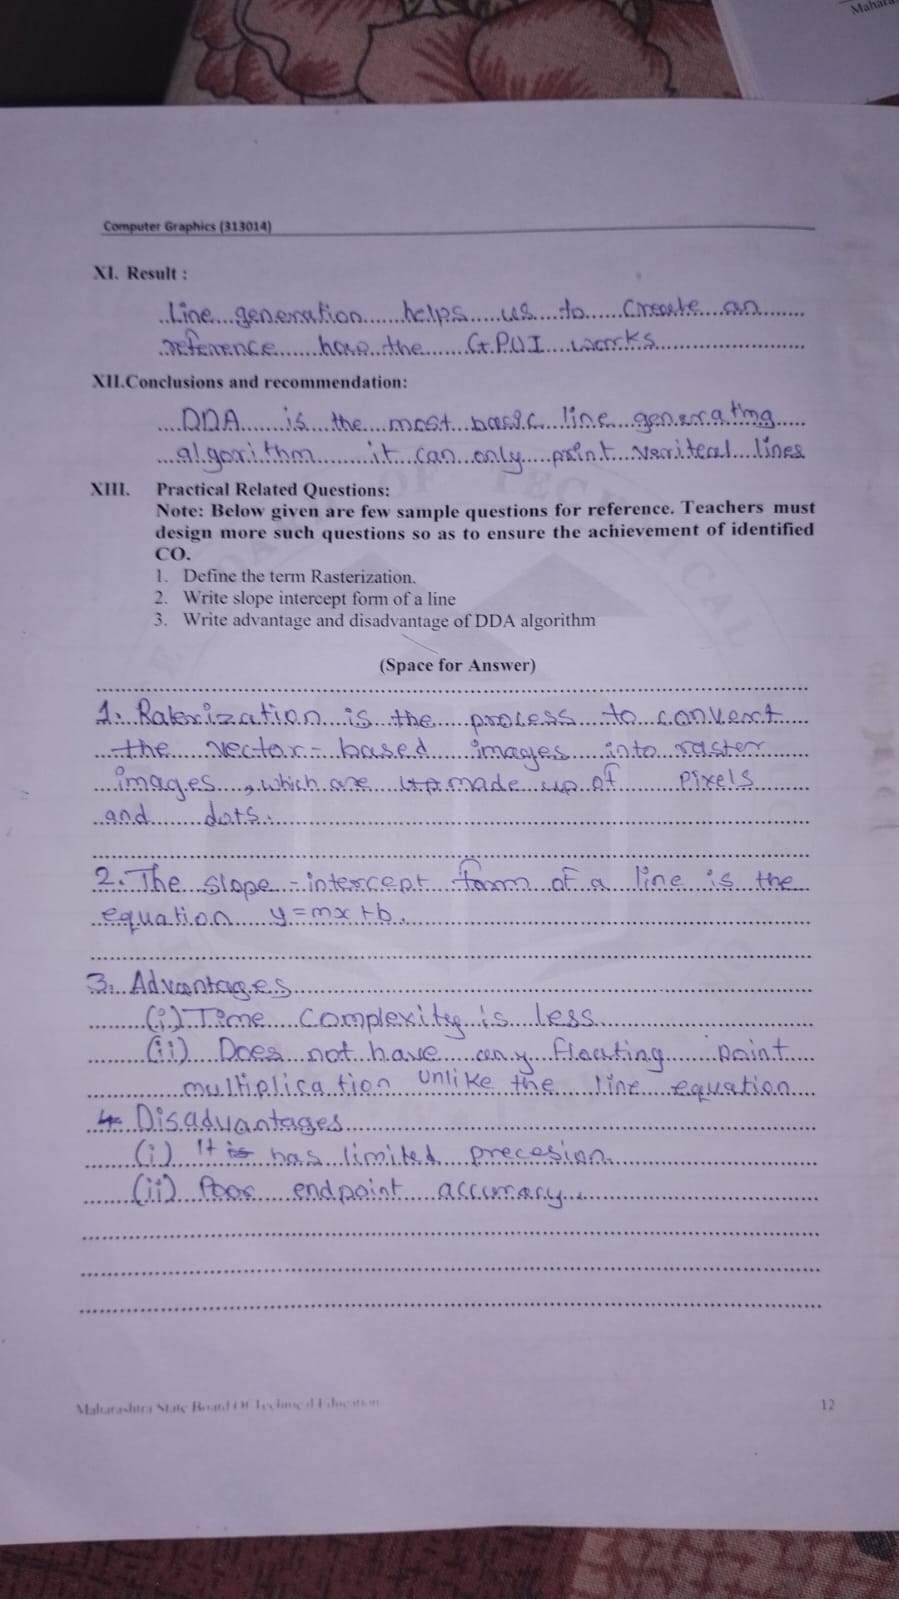 Mahara
Computer Graphics (313014)
XI. Result :
Line generation helps us to Create an
reference how the G.P.U.I works
XII.Conclusions and recommendation:
DDA is the most basic line generating
algorithm it can only print veriteal lines
XIII. Practical Related Questions:
Note: Below given are few sample questions for reference. Teachers must
design more such questions so as to ensure the achievement of identified
CO.
1. Define the term Rasterization.
2. Write slope intercept form of a line
3. Write advantage and disadvantage of DDA algorithm
(Space for Answer)
1. Raterization is the process to convert
the vector-based images into raster
images, which are made up of pixels
and dots.
2. The slope-intercept form of a line is the
equation y=mx+b.
3. Advantages
(i) Time complexity is less
(ii) Does not have any floating point
multiplication unlike the line equation
Disadvantages
(i) It is has limited precesion.
(ii) Poor endpoint accuracy.
Maharashtra State Board Of Technical Education 12